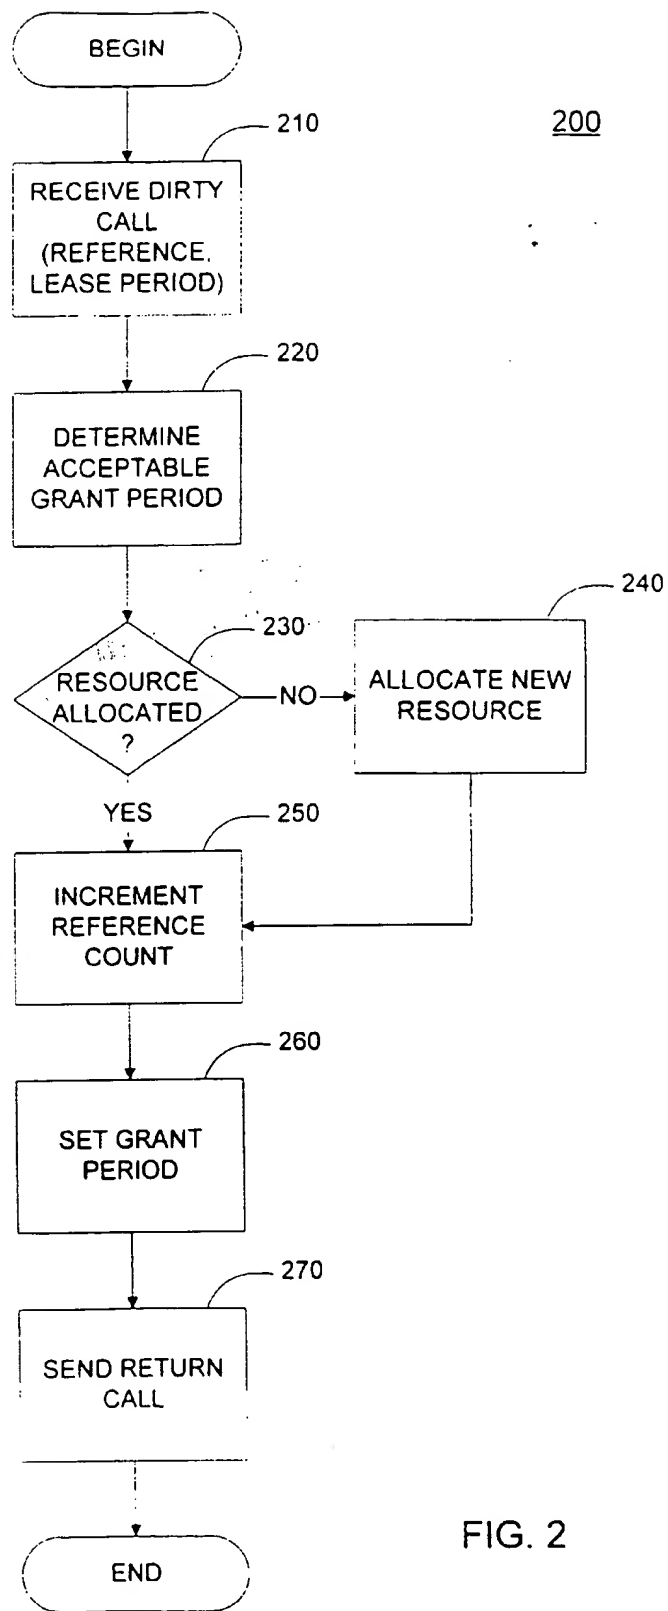 BEGIN
210
200
RECEIVE DIRTY
CALL
(REFERENCE,
LEASE PERIOD)
220
DETERMINE
ACCEPTABLE
GRANT PERIOD
230
RESOURCE
ALLOCATED
?
NO
240
ALLOCATE NEW
RESOURCE
YES
250
INCREMENT
REFERENCE
COUNT
260
SET GRANT
PERIOD
270
SEND RETURN
CALL
END
FIG. 2